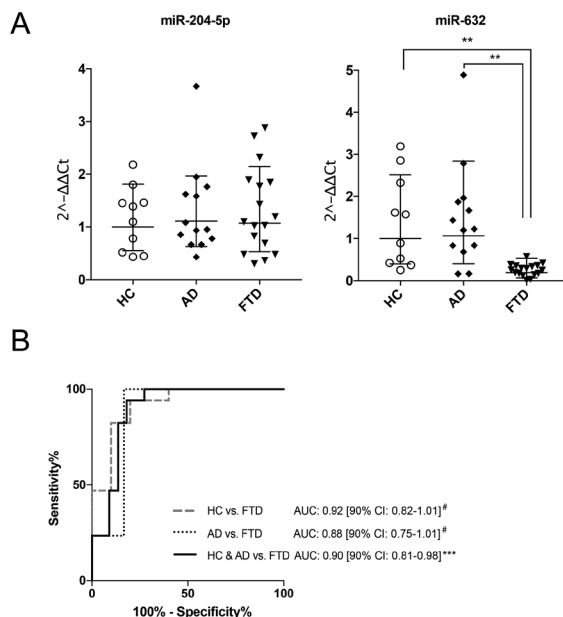 A
miR-204-5p
2^-ΔΔCt
4
3
2
1
0
HC
AD
FTD
miR-632
**
**
2^-ΔΔCt
5
4
3
2
1
0
HC
AD
FTD
B
Sensitivity%
100
50
0
HC vs. FTD AUC: 0.92 [90% CI: 0.82-1.01]#
AD vs. FTD AUC: 0.88 [90% CI: 0.75-1.01]#
HC & AD vs. FTD AUC: 0.90 [90% CI: 0.81-0.98]***
0
50
100
100% - Specificity%